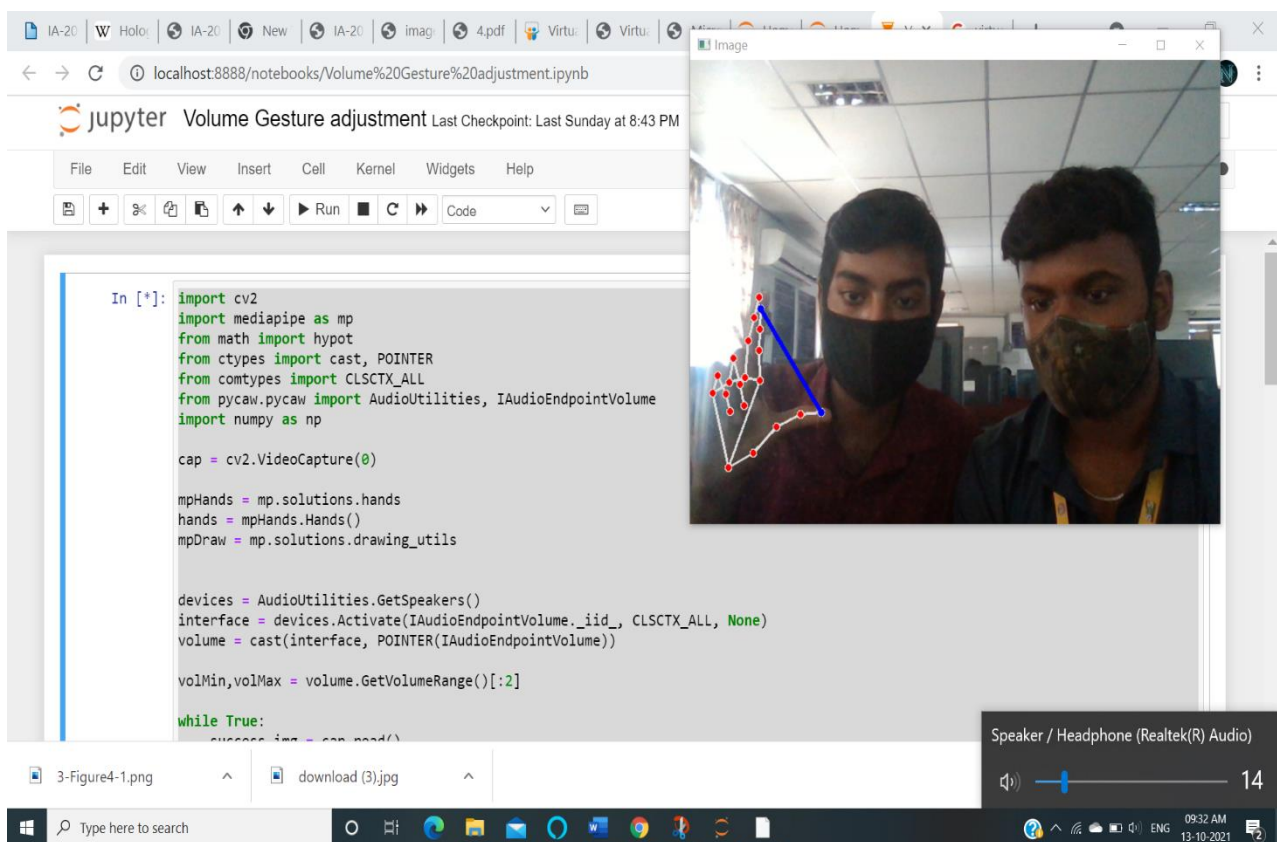 IA-20 Holo IA-20 New IA-20 imag 4.pdf Virtu Virtu
localhost:8888/notebooks/Volume%20Gesture%20adjustment.ipynb
Image
jupyter Volume Gesture adjustment Last Checkpoint: Last Sunday at 8:43 PM
File Edit View Insert Cell Kernel Widgets Help
Run Code
In [*]: import cv2
import mediapipe as mp
from math import hypot
from ctypes import cast, POINTER
from comtypes import CLSCTX_ALL
from pycaw.pycaw import AudioUtilities, IAudioEndpointVolume
import numpy as np
cap = cv2.VideoCapture(0)
mpHands = mp.solutions.hands
hands = mpHands.Hands()
mpDraw = mp.solutions.drawing_utils
devices = AudioUtilities.GetSpeakers()
interface = devices.Activate(IAudioEndpointVolume._iid_, CLSCTX_ALL, None)
volume = cast(interface, POINTER(IAudioEndpointVolume))
volMin,volMax = volume.GetVolumeRange()[:2]
while True:
Speaker / Headphone (Realtek(R) Audio)
14
3-Figure4-1.png download (3).jpg
Type here to search
ENG 09:32 AM
13-10-2021
2